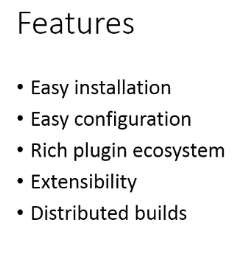 Features
• Easy installation
• Easy configuration
• Rich plugin ecosystem
• Extensibility
• Distributed builds